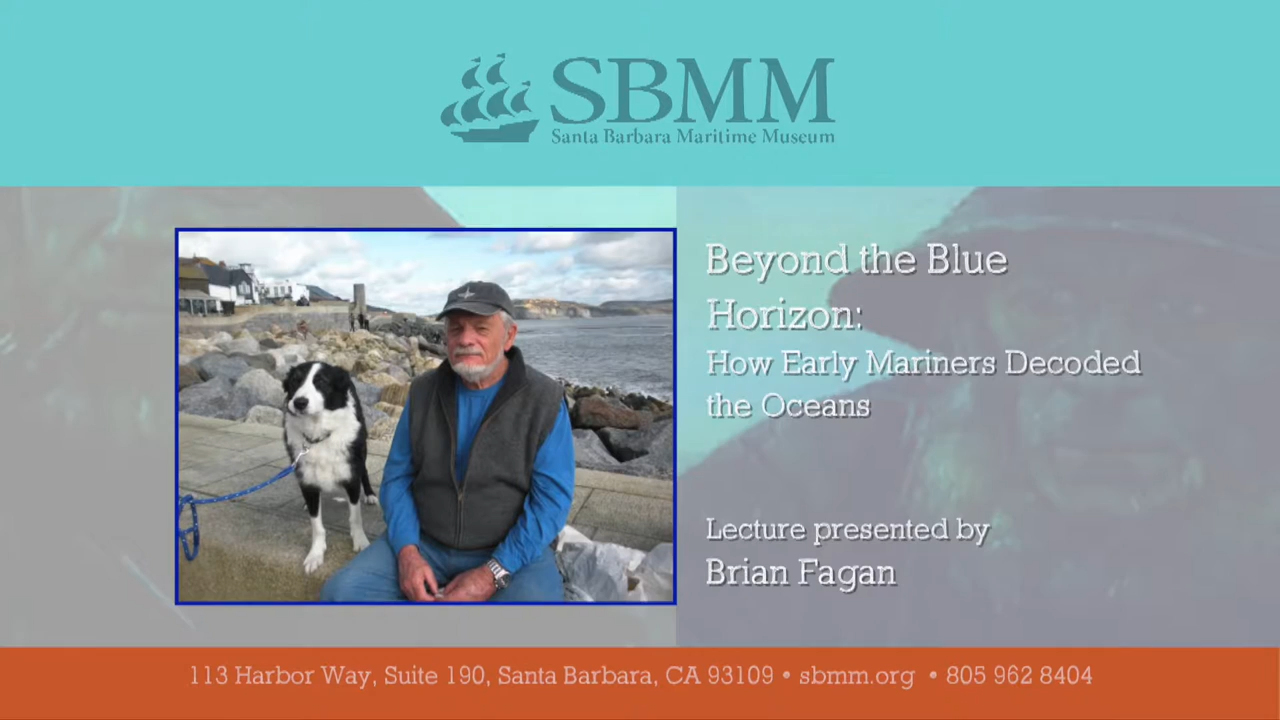 SBMM
Santa Barbara Maritime Museum
Beyond the Blue
Horizon:
How Early Mariners Decoded
the Oceans
Lecture presented by
Brian Fagan
113 Harbor Way, Suite 190, Santa Barbara, CA 93109 • sbmm.org • 805 962 8404